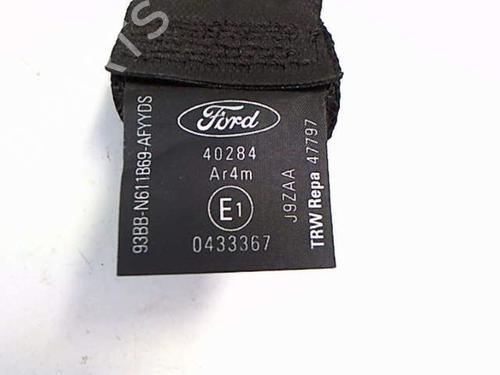 93BB-N611B69-AFYYDS
Ford
40284
Ar4m
E1
0433367
J9ZAA
TRW Repa 47797